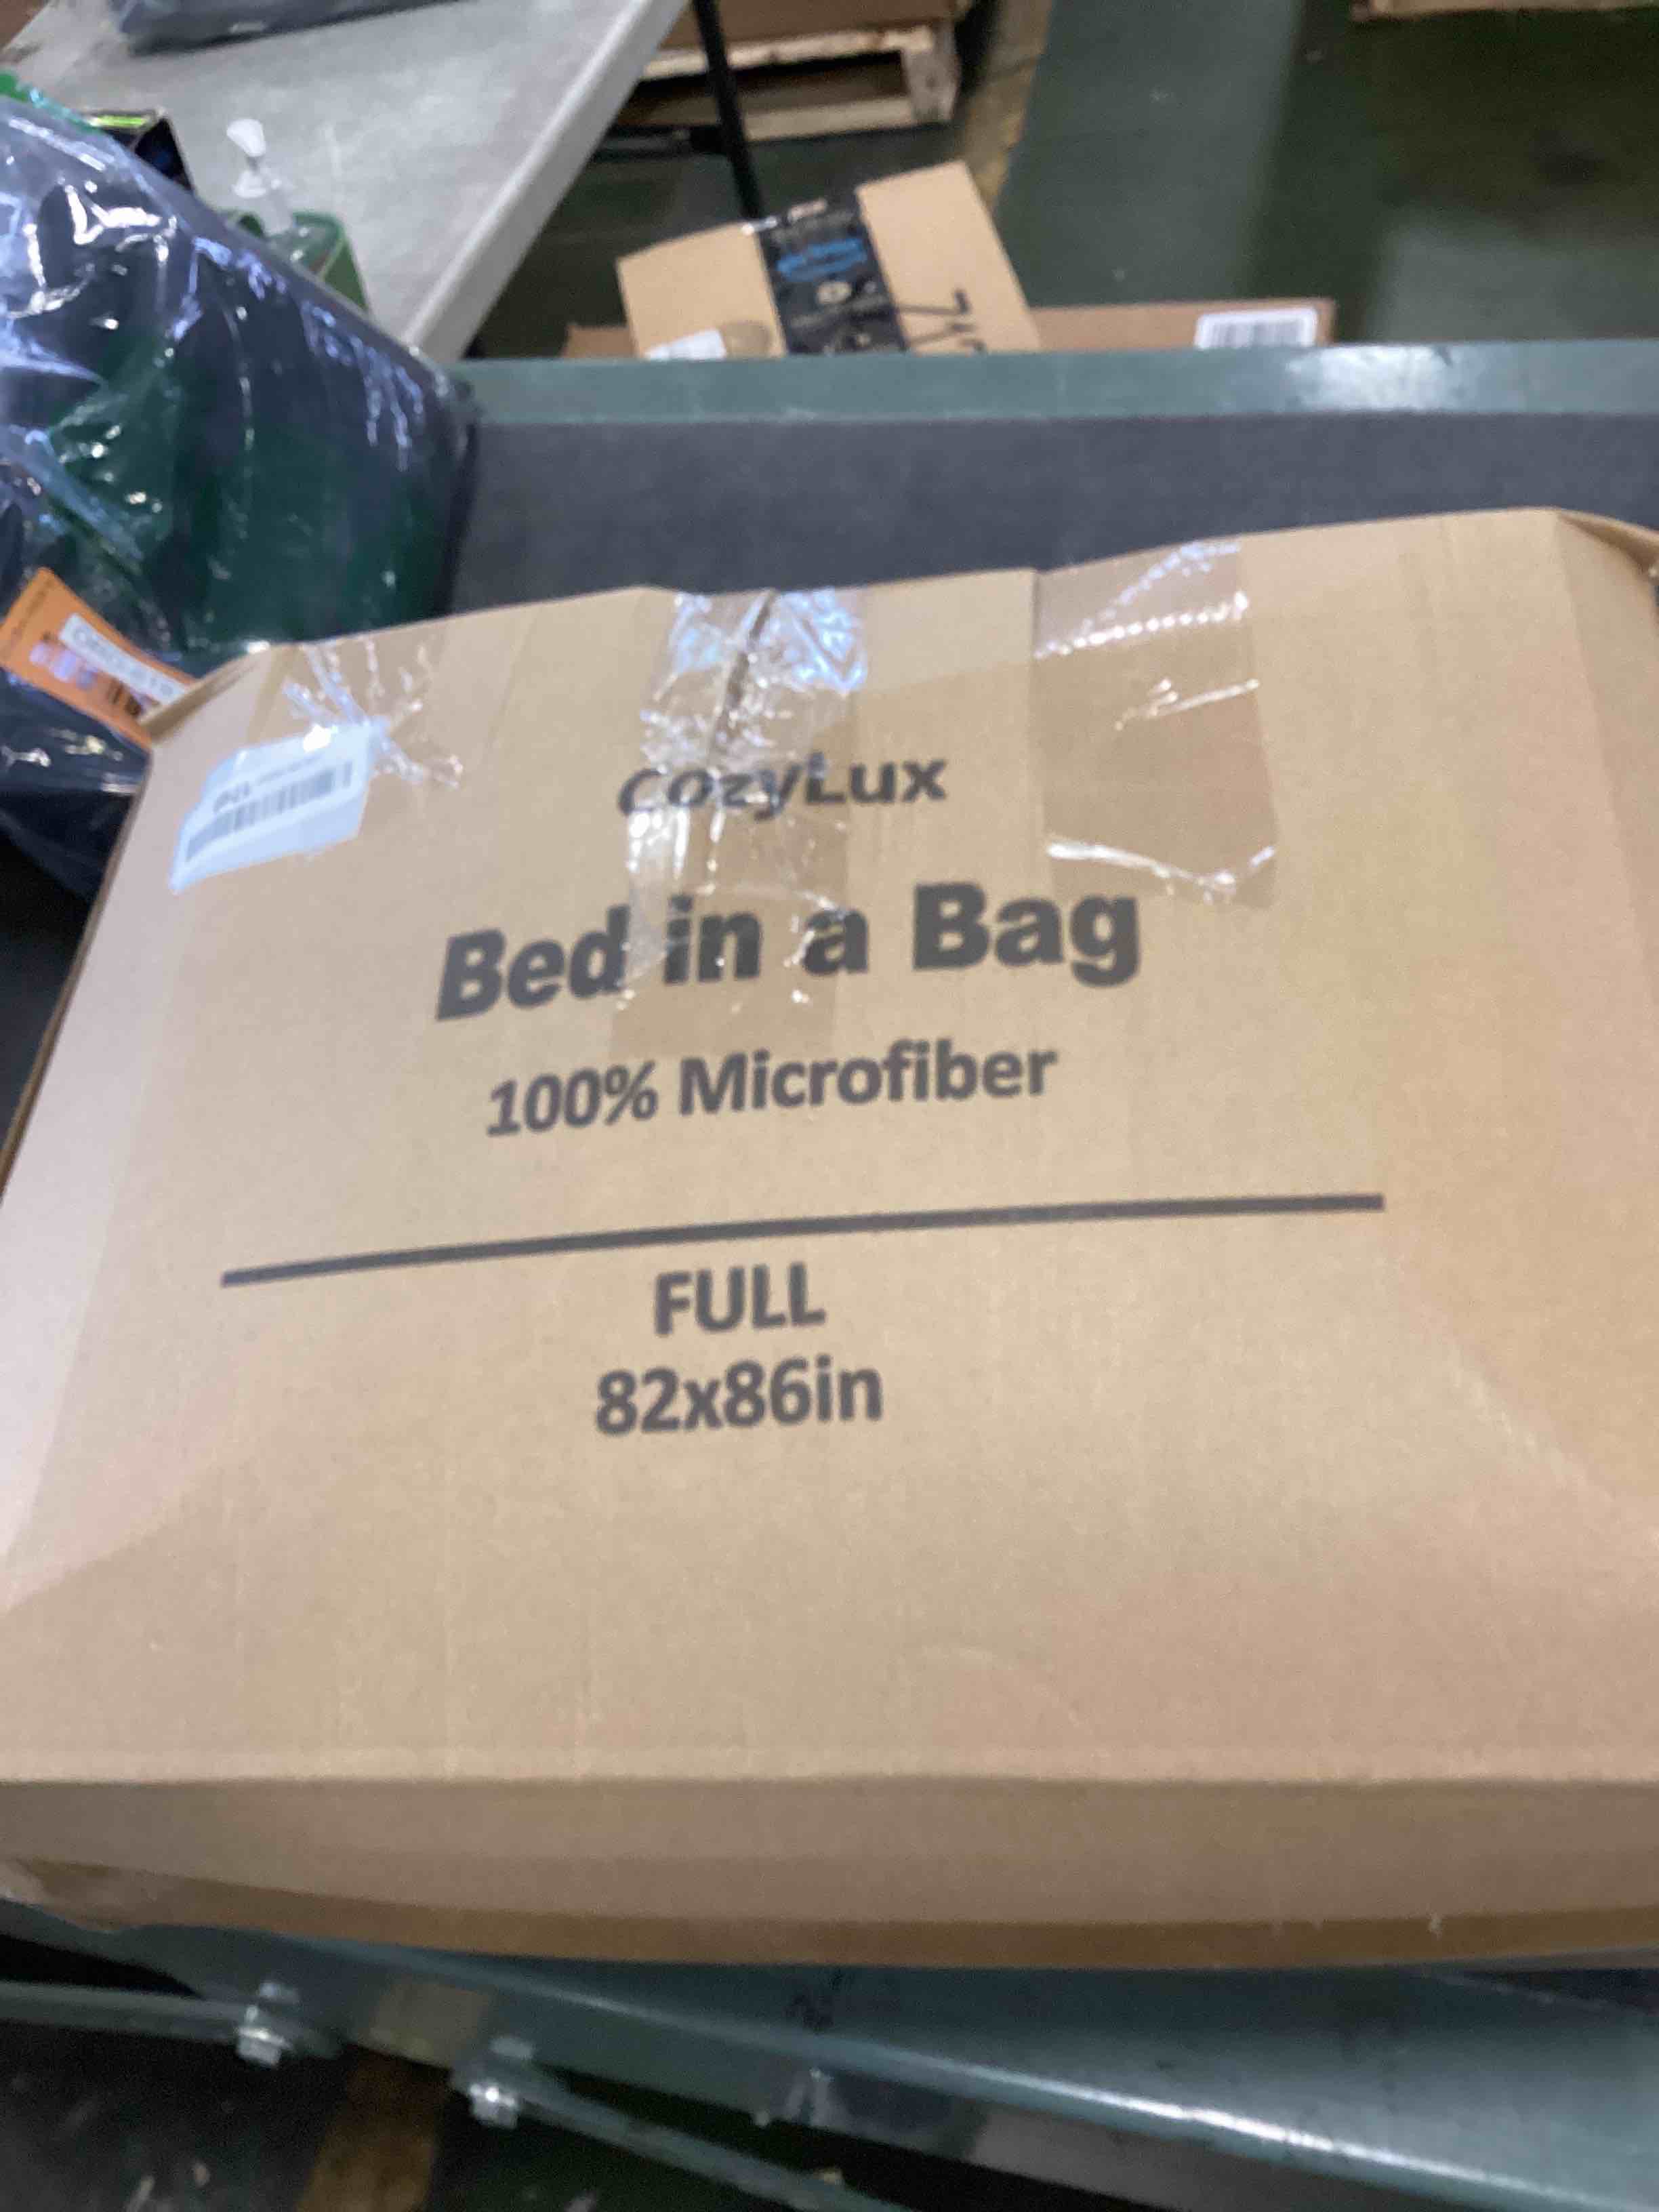 CozyLux
Bed in a Bag
100% Microfiber
FULL
82x86in